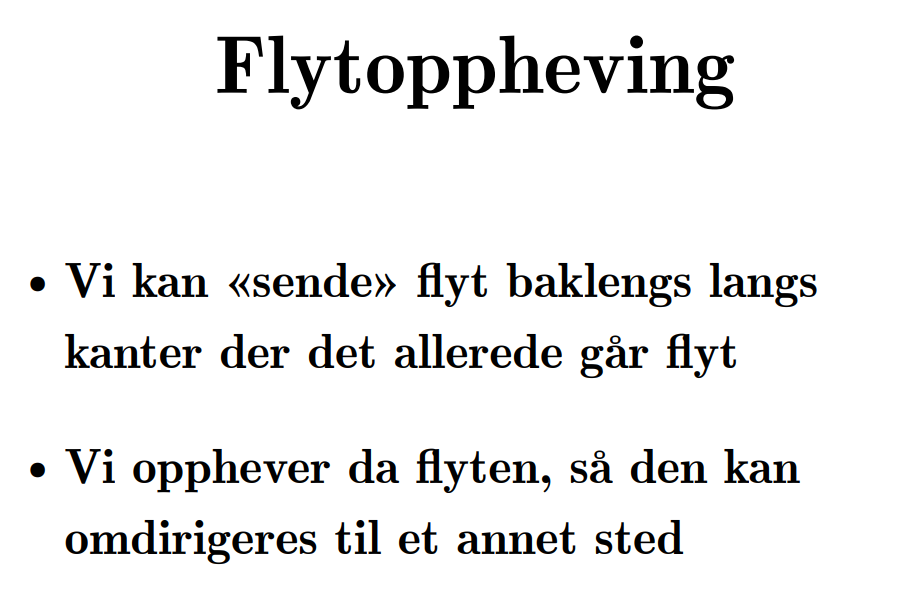 Flytoppheving
• Vi kan «sende» flyt baklengs langs
kanter der det allerede går flyt
• Vi opphever da flyten, så den kan
omdirigeres til et annet sted